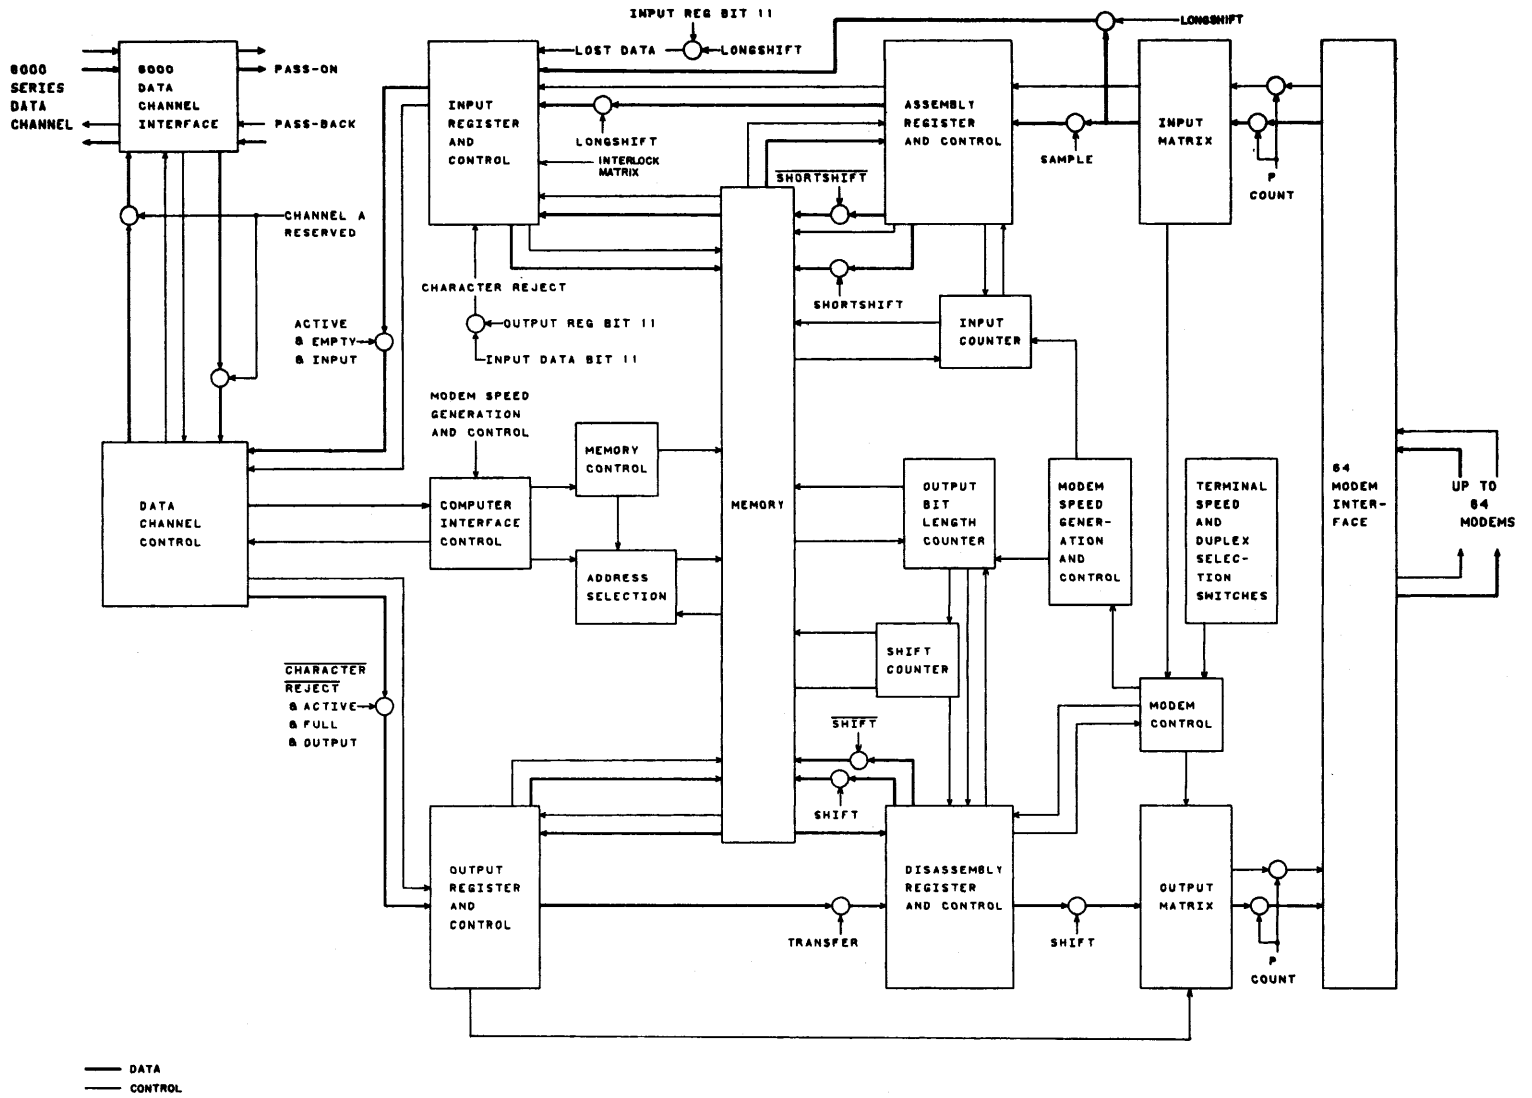 INPUT REG BIT 11
LOST DATA
LONGSHIFT
LONGSHIFT
6000
SERIES
DATA
CHANNEL
6000
DATA
CHANNEL
INTERFACE
PASS-ON
PASS-BACK
INPUT
REGISTER
AND
CONTROL
LONGSHIFT
INTERLOCK
MATRIX
ASSEMBLY
REGISTER
AND CONTROL
SAMPLE
INPUT
MATRIX
P
COUNT
CHANNEL A
RESERVED
SHORTSHIFT
SHORTSHIFT
CHARACTER REJECT
OUTPUT REG BIT 11
INPUT DATA BIT 11
ACTIVE
& EMPTY
& INPUT
INPUT
COUNTER
MODEM SPEED
GENERATION
AND CONTROL
MEMORY
CONTROL
COMPUTER
INTERFACE
CONTROL
ADDRESS
SELECTION
DATA
CHANNEL
CONTROL
MEMORY
OUTPUT
BIT
LENGTH
COUNTER
MODEM
SPEED
GENER-
ATION
AND
CONTROL
TERMINAL
SPEED
AND
DUPLEX
SELEC-
TION
SWITCHES
64
MODEM
INTER-
FACE
UP TO
64
MODEMS
SHIFT
COUNTER
MODEM
CONTROL
CHARACTER
REJECT
& ACTIVE
& FULL
& OUTPUT
SHIFT
SHIFT
OUTPUT
REGISTER
AND
CONTROL
TRANSFER
DISASSEMBLY
REGISTER
AND CONTROL
SHIFT
OUTPUT
MATRIX
P
COUNT
DATA
CONTROL